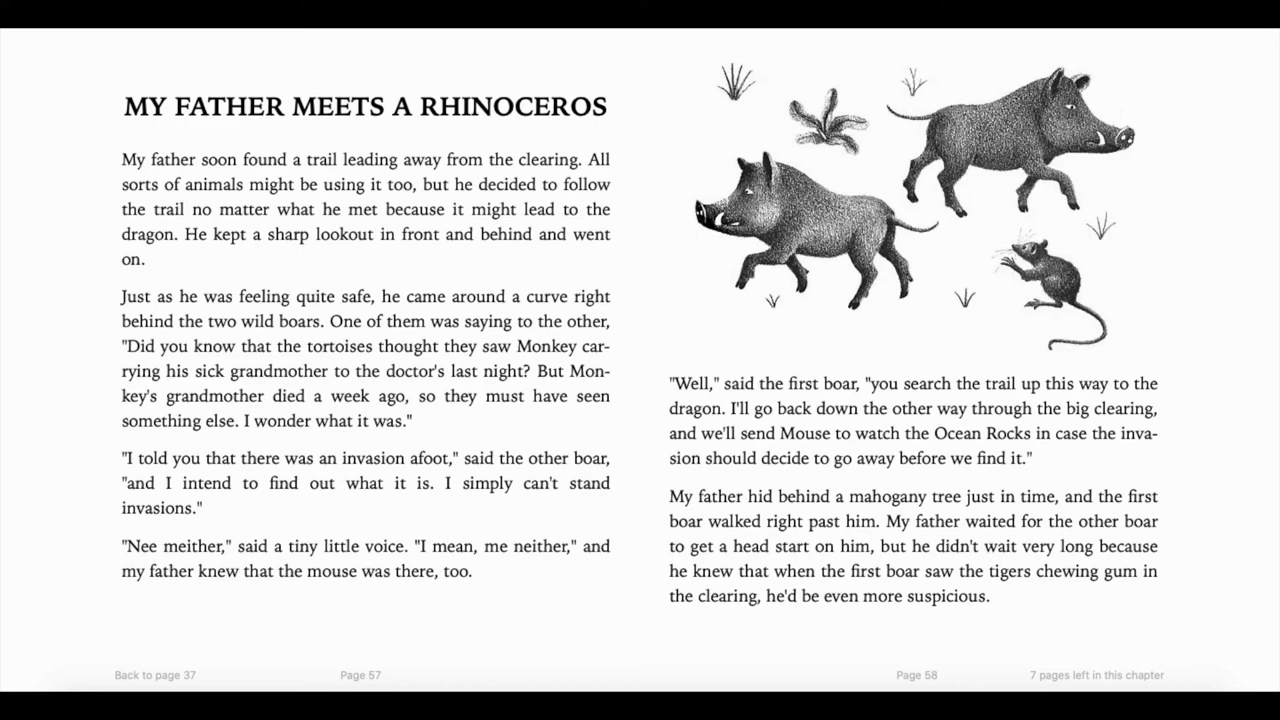 MY FATHER MEETS A RHINOCEROS
My father soon found a trail leading away from the clearing. All
sorts of animals might be using it too, but he decided to follow
the trail no matter what he met because it might lead to the
dragon. He kept a sharp lookout in front and behind and went
on.
Just as he was feeling quite safe, he came around a curve right
behind the two wild boars. One of them was saying to the other,
"Did you know that the tortoises thought they saw Monkey car-
rying his sick grandmother to the doctor's last night? But Mon-
key's grandmother died a week ago, so they must have seen
something else. I wonder what it was."
"I told you that there was an invasion afoot," said the other boar,
"and I intend to find out what it is. I simply can't stand
invasions."
"Nee meither," said a tiny little voice. "I mean, me neither," and
my father knew that the mouse was there, too.
Back to page 37
Page 57
"Well," said the first boar, "you search the trail up this way to the
dragon. I'll go back down the other way through the big clearing,
and we'll send Mouse to watch the Ocean Rocks in case the inva-
sion should decide to go away before we find it."
My father hid behind a mahogany tree just in time, and the first
boar walked right past him. My father waited for the other boar
to get a head start on him, but he didn't wait very long because
he knew that when the first boar saw the tigers chewing gum in
the clearing, he'd be even more suspicious.
Page 58
7 pages left in this chapter